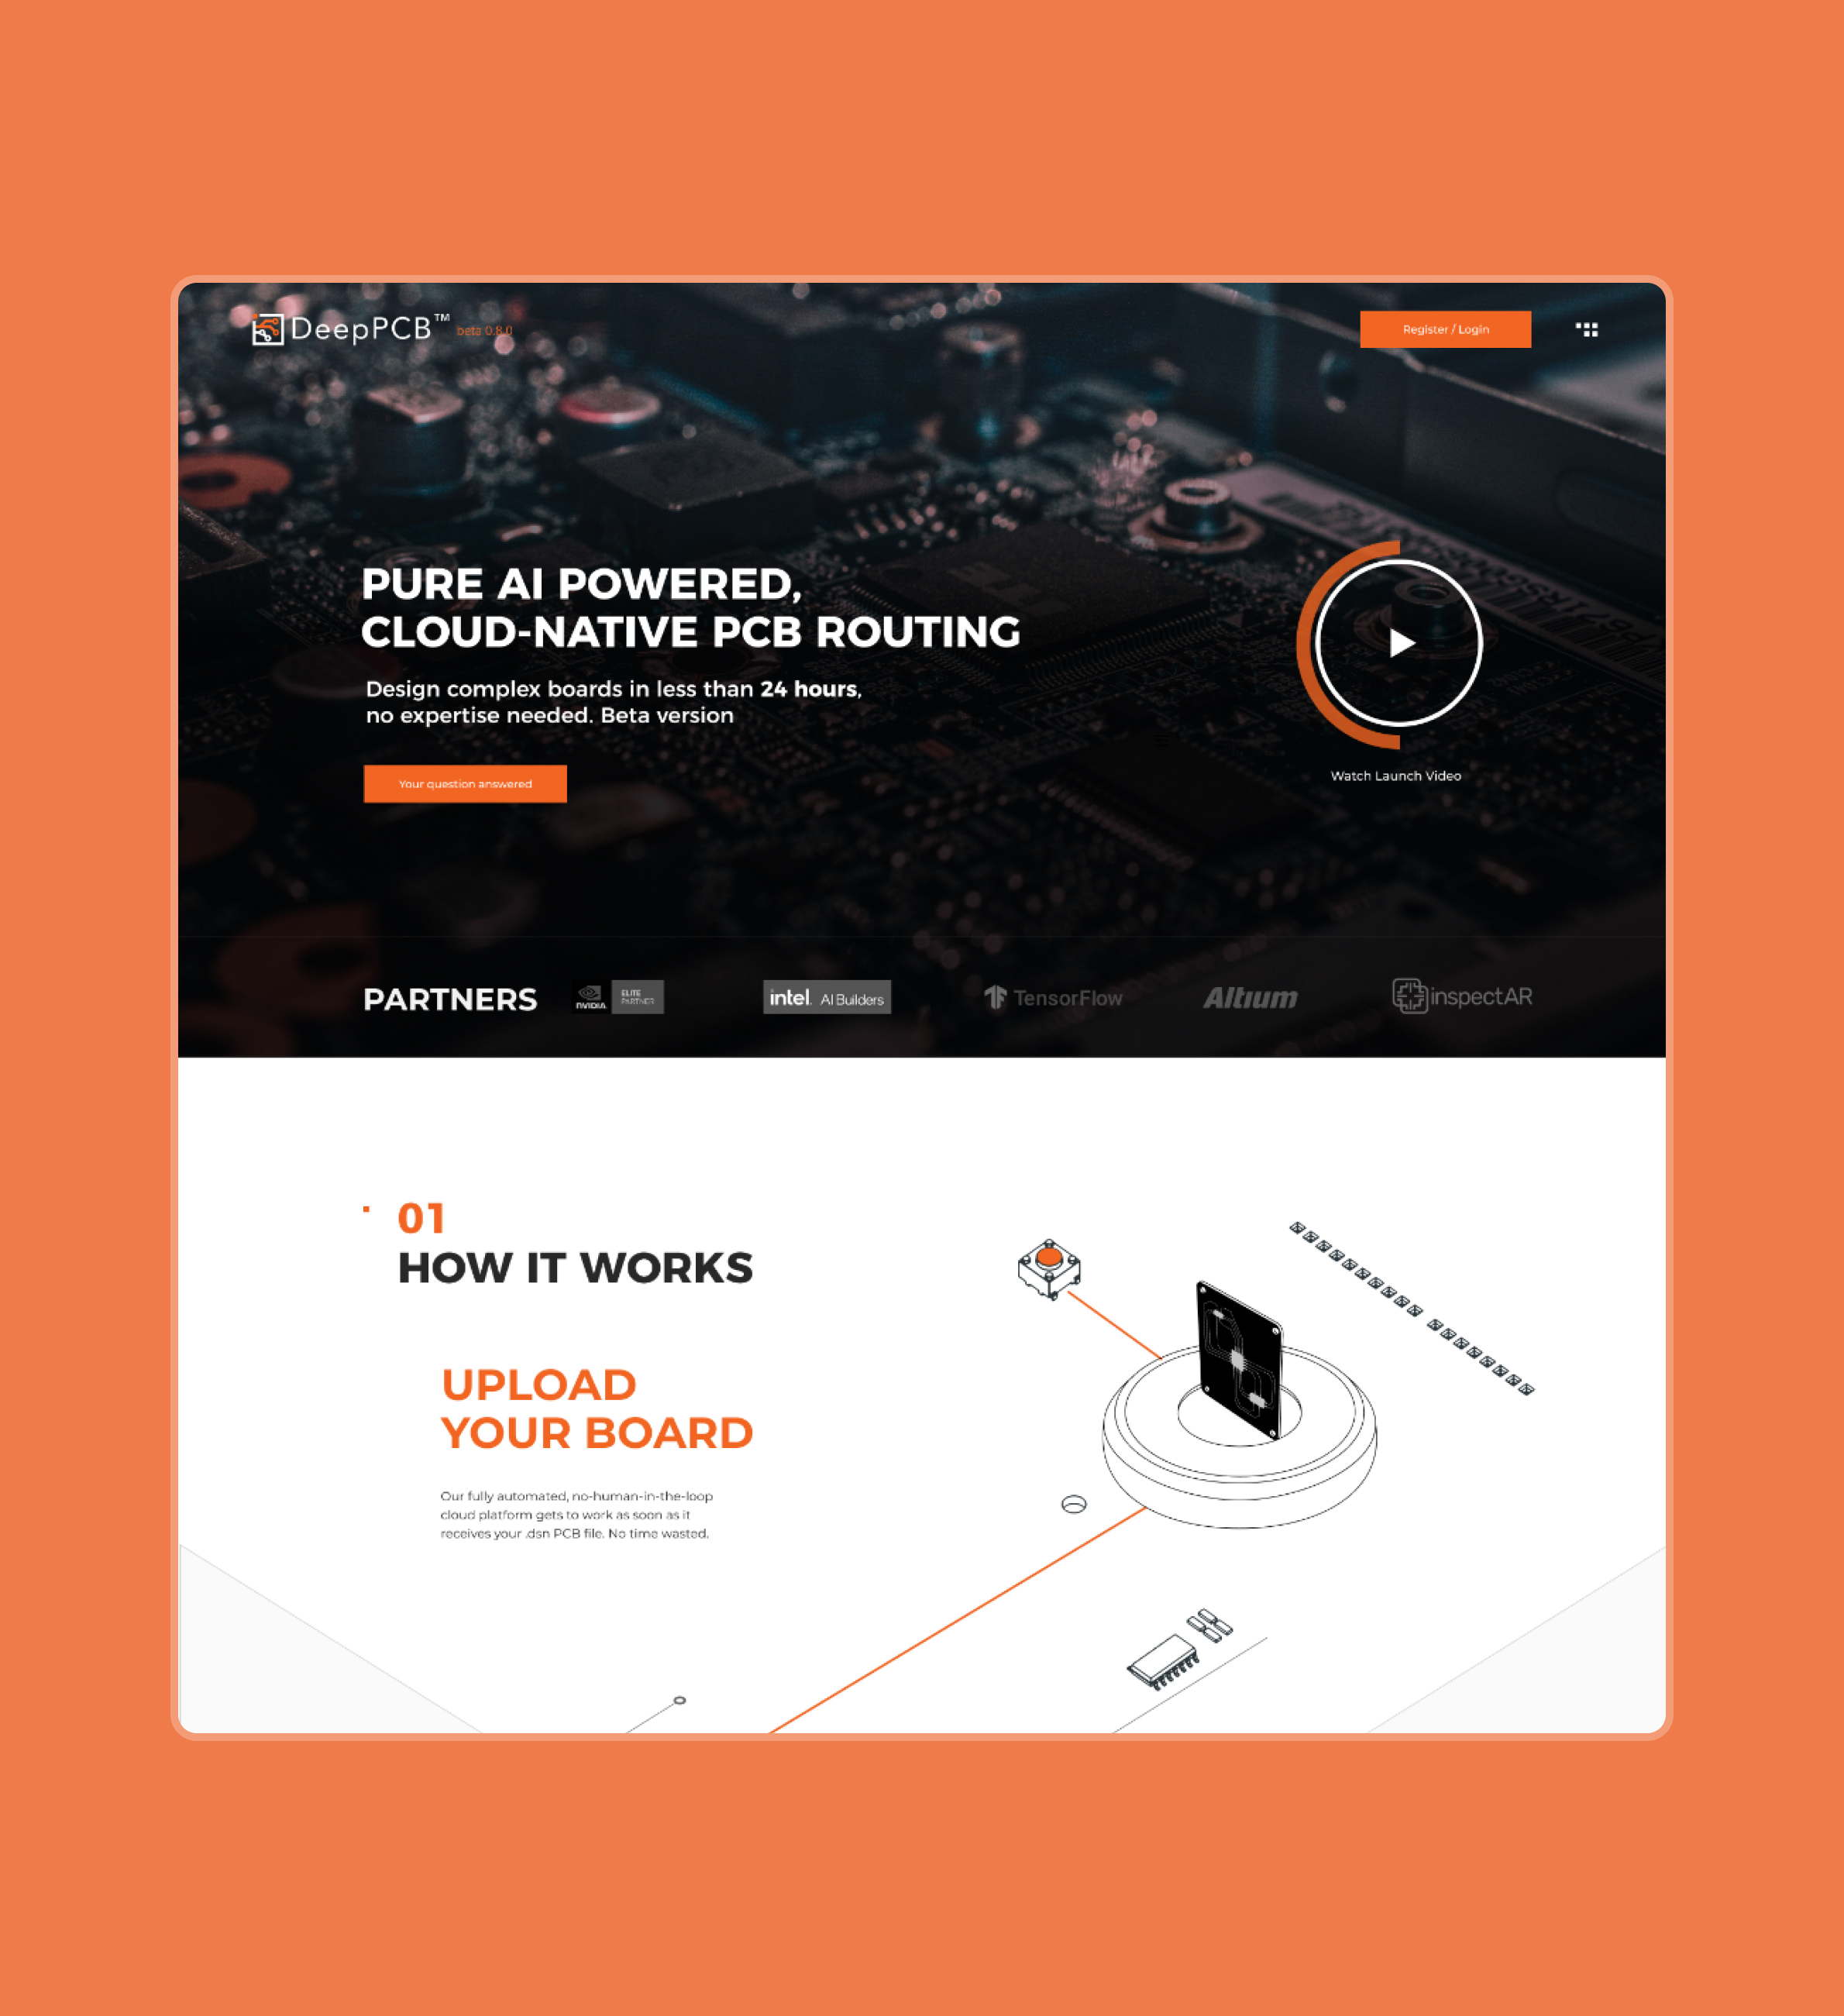 DeepPCB™ beta 0.8.0
Register / Login
PURE AI POWERED,
CLOUD-NATIVE PCB ROUTING
Design complex boards in less than 24 hours,
no expertise needed. Beta version
Your question answered
Watch Launch Video
PARTNERS
NVIDIA
ELITE
PARTNER
intel. AI Builders
TensorFlow
Altium
inspectAR
01
HOW IT WORKS
UPLOAD
YOUR BOARD
Our fully automated, no-human-in-the-loop
cloud platform gets to work as soon as it
receives your .dsn PCB file. No time wasted.